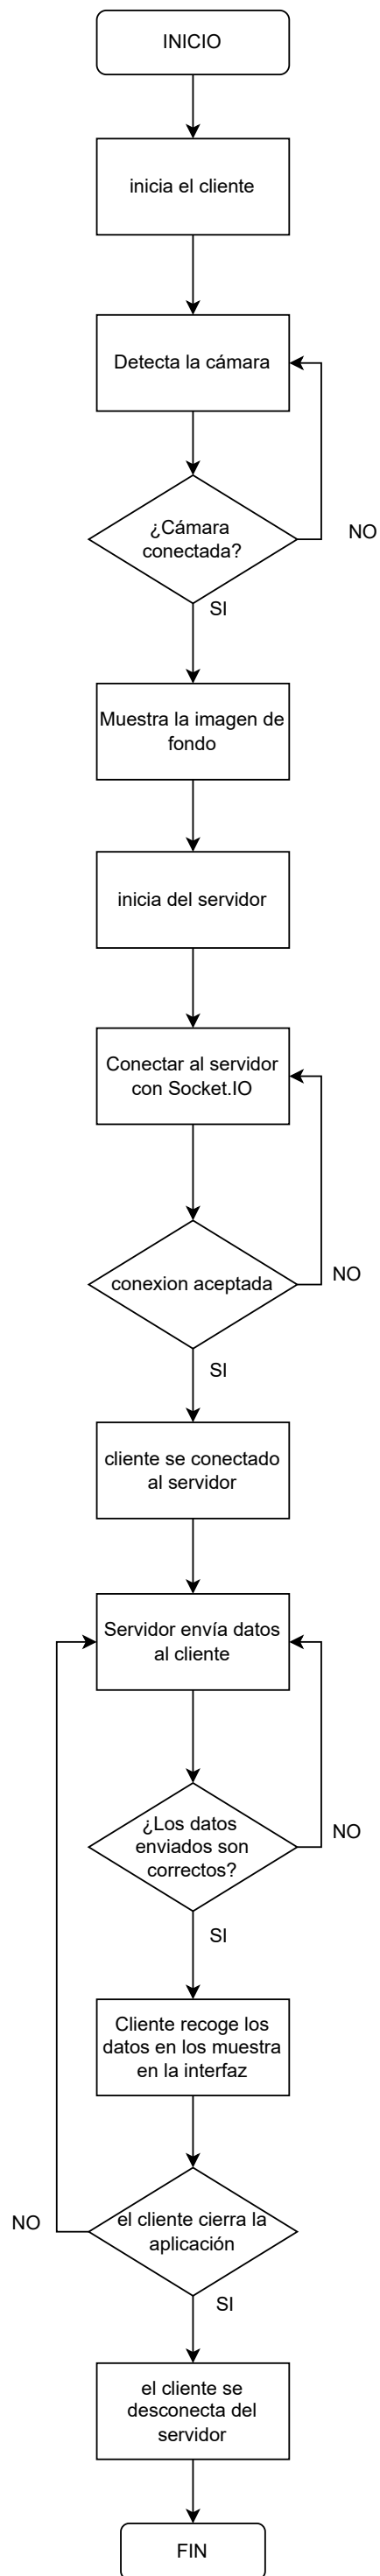 INICIO
inicia el cliente
Detecta la cámara
¿Cámara
conectada?
NO
SI
Muestra la imagen de
fondo
inicia del servidor
Conectar al servidor
con Socket.IO
conexion aceptada
NO
SI
cliente se conectado
al servidor
Servidor envía datos
al cliente
¿Los datos
enviados son
correctos?
NO
SI
Cliente recoge los
datos en los muestra
en la interfaz
el cliente cierra la
aplicación
NO
SI
el cliente se
desconecta del
servidor
FIN